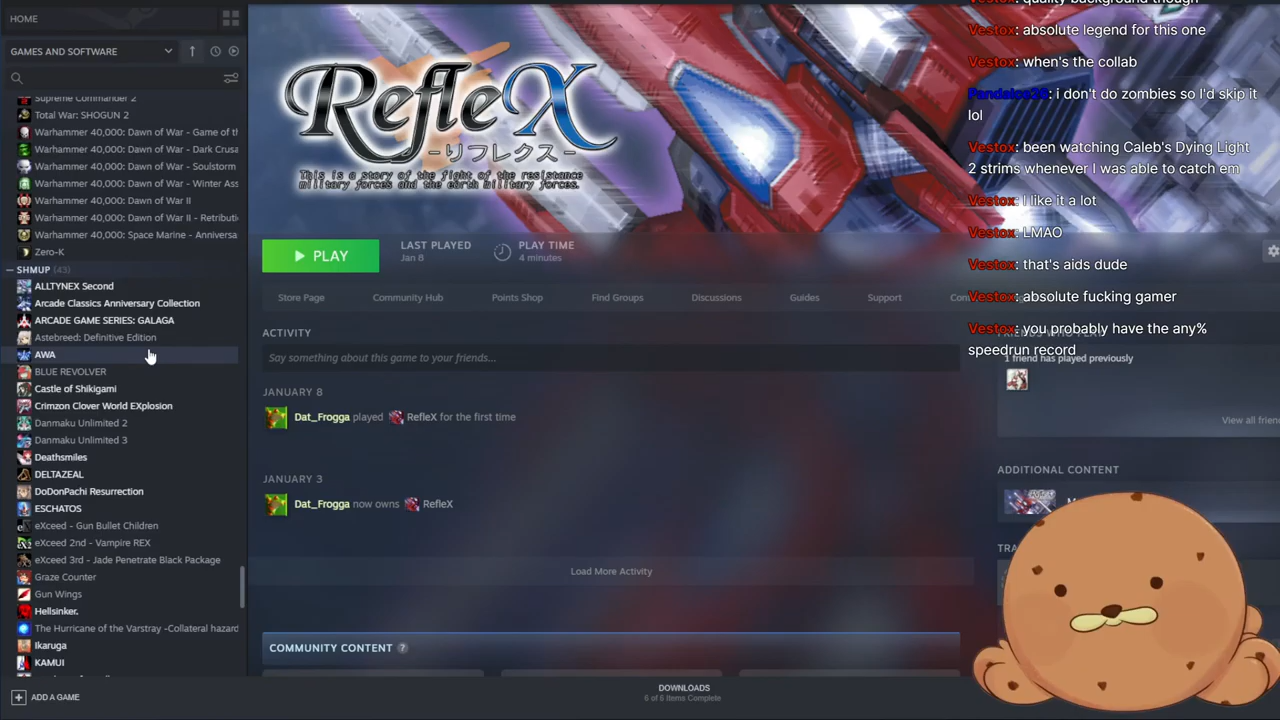 HOME
GAMES AND SOFTWARE
Supreme Commander 2
Total War: SHOGUN 2
Warhammer 40,000: Dawn of War - Game of th
Warhammer 40,000: Dawn of War - Dark Crusa
Warhammer 40,000: Dawn of War - Soulstorm
Warhammer 40,000: Dawn of War - Winter Ass
Warhammer 40,000: Dawn of War II
Warhammer 40,000: Dawn of War II - Retributi
Warhammer 40,000: Space Marine - Anniversa
Zero-K
SHMUP (43)
ALLTYNEX Second
Arcade Classics Anniversary Collection
ARCADE GAME SERIES: GALAGA
Astebreed: Definitive Edition
AWA
BLUE REVOLVER
Castle of Shikigami
Crimzon Clover World EXplosion
Danmaku Unlimited 2
Danmaku Unlimited 3
Deathsmiles
DELTAZEAL
DoDonPachi Resurrection
ESCHATOS
eXceed - Gun Bullet Children
eXceed 2nd - Vampire REX
eXceed 3rd - Jade Penetrate Black Package
Graze Counter
Gun Wings
Hellsinker.
The Hurricane of the Varstray -Collateral hazard
Ikaruga
KAMUI
ADD A GAME
RefleX
-リフレクス-
This is a story of the fight of the resistance
military forces and the earth military forces.
PLAY
LAST PLAYED
Jan 8
PLAY TIME
4 minutes
Store Page
Community Hub
Points Shop
Find Groups
Discussions
Guides
Support
ACTIVITY
Say something about this game to your friends...
JANUARY 8
Dat_Frogga played RefleX for the first time
JANUARY 3
Dat_Frogga now owns RefleX
Load More Activity
COMMUNITY CONTENT ?
DOWNLOADS
6 of 6 Items Complete
Vestox: quality background though
Vestox: absolute legend for this one
Vestox: when's the collab
: i don't do zombies so I'd skip it
lol
Vestox: been watching Caleb's Dying Light
2 strims whenever I was able to catch em
Vestox: I like it a lot
Vestox: LMAO
Vestox: that's aids dude
Vestox: absolute fucking gamer
Vestox: you probably have the any%
speedrun record
1 friend has played previously
View all frien
ADDITIONAL CONTENT